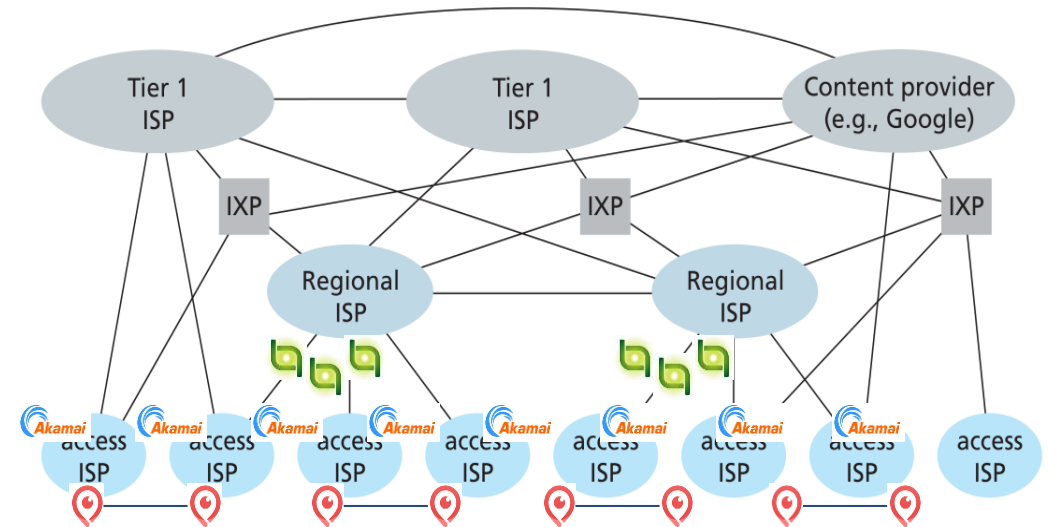 Tier 1
ISP
Tier 1
ISP
Content provider
(e.g., Google)
IXP
IXP
IXP
Regional
ISP
Regional
ISP
Akamai
Akamai
Akamai
Akamai
Akamai
Akamai
Akamai
Akamai
access
ISP
access
ISP
access
ISP
access
ISP
access
ISP
access
ISP
access
ISP
access
ISP